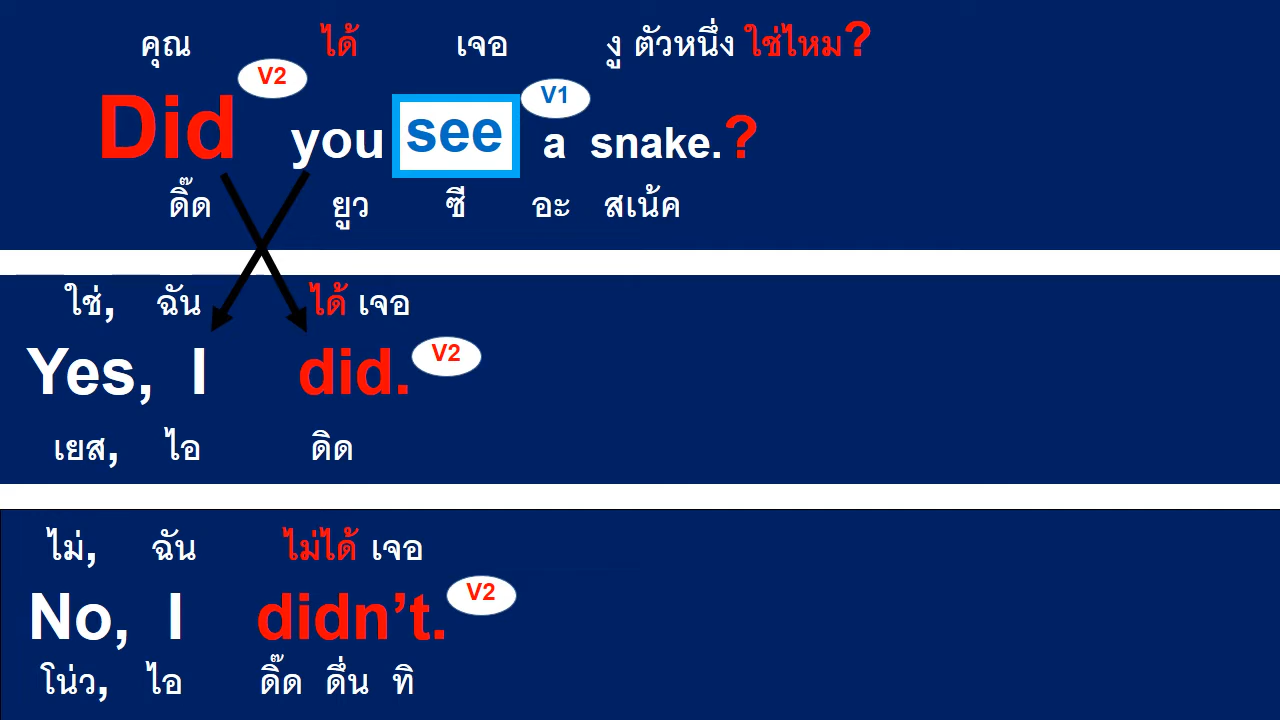 คุณ ได้ เจอ งู ตัวหนึ่ง ใช่ไหม?
V2 V1
Did you see a snake.?
ดิ๊ด ยูว ซี อะ สเน้ค
ใช่, ฉัน ได้ เจอ
Yes, I did. V2
เยส, ไอ ดิด
ไม่, ฉัน ไม่ได้ เจอ
No, I didn’t. V2
โน่ว, ไอ ดิ๊ด ดึ่น ทิ